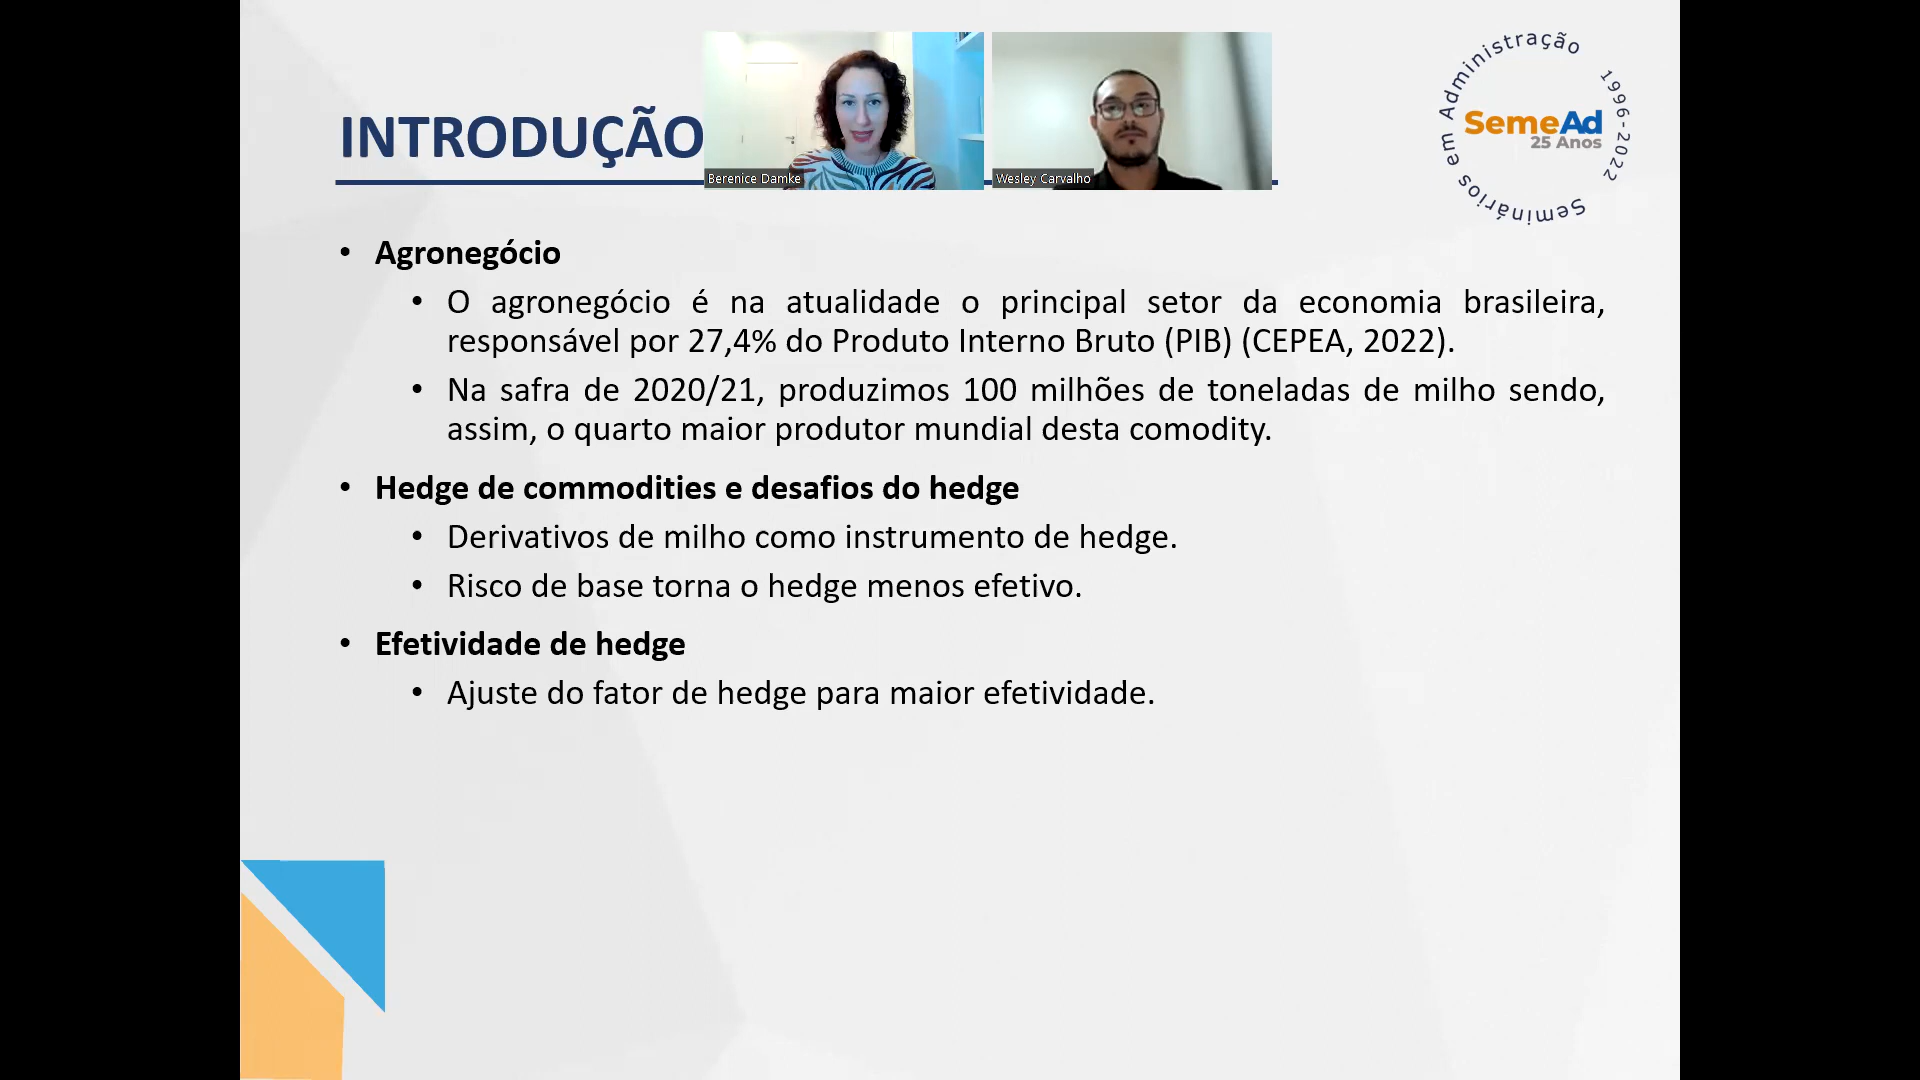 INTRODUÇÃO
Berenice Damke
Wesley Carvalho
Seminários em Administração 1996-2022
SemeAd
25 Anos
• Agronegócio
• O agronegócio é na atualidade o principal setor da economia brasileira,
responsável por 27,4% do Produto Interno Bruto (PIB) (CEPEA, 2022).
• Na safra de 2020/21, produzimos 100 milhões de toneladas de milho sendo,
assim, o quarto maior produtor mundial desta comodity.
• Hedge de commodities e desafios do hedge
• Derivativos de milho como instrumento de hedge.
• Risco de base torna o hedge menos efetivo.
• Efetividade de hedge
• Ajuste do fator de hedge para maior efetividade.